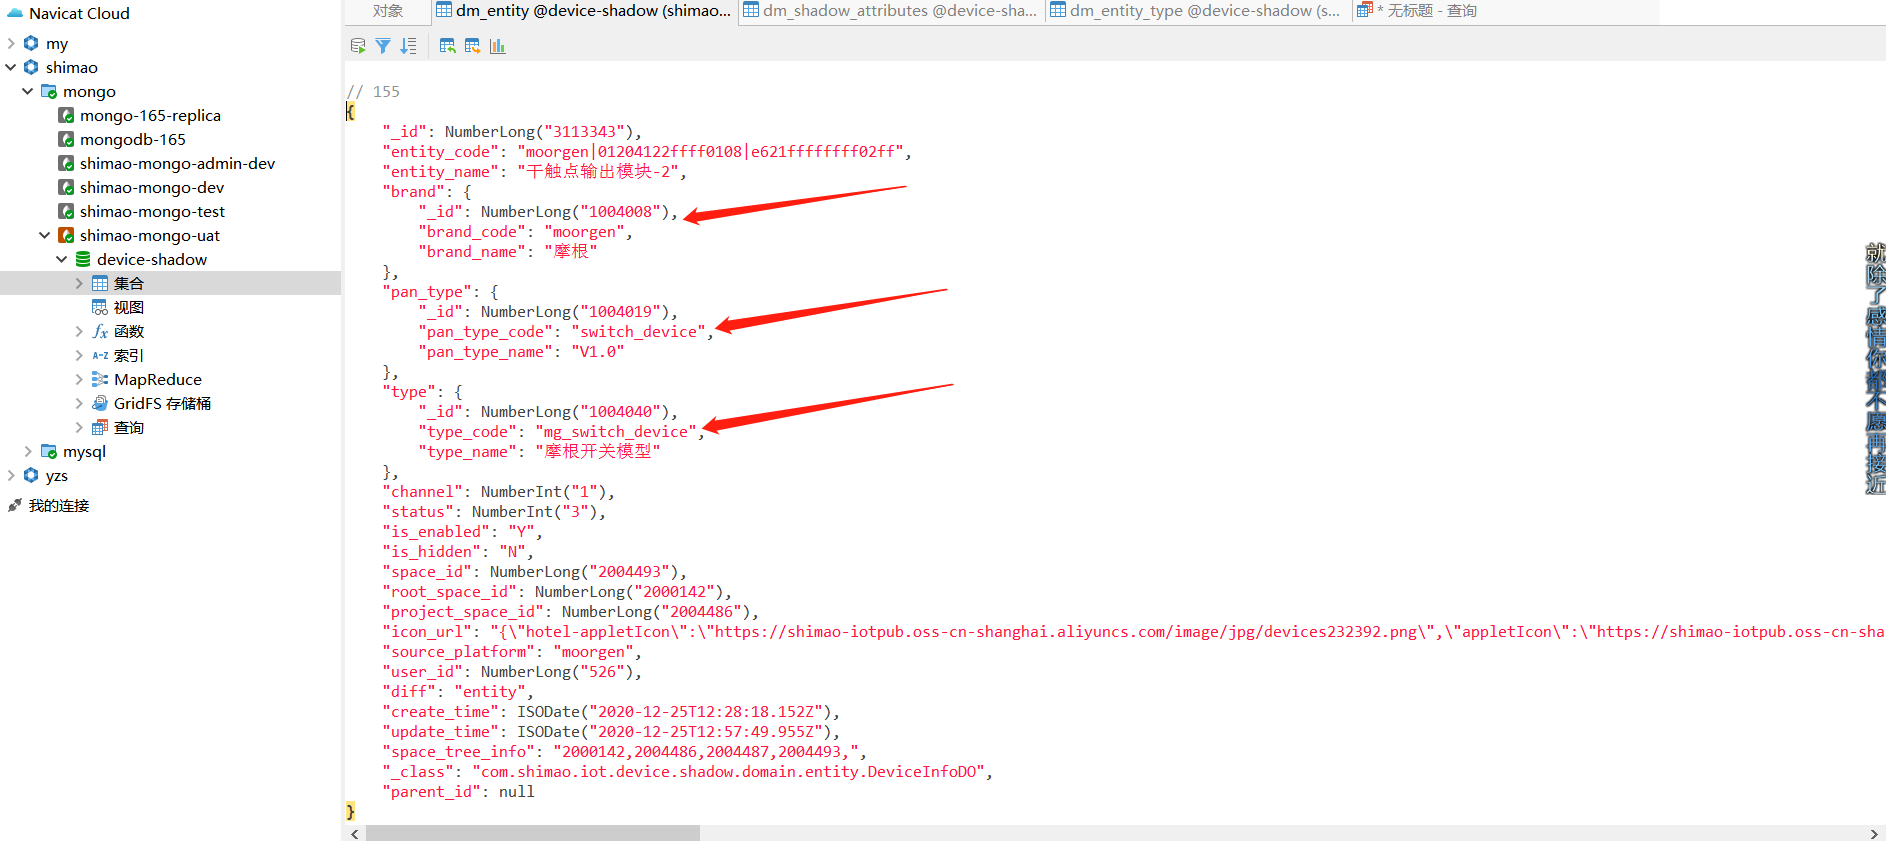 Navicat Cloud
my
shimao
mongo
mongo-165-replica
mongodb-165
shimao-mongo-admin-dev
shimao-mongo-dev
shimao-mongo-test
shimao-mongo-uat
device-shadow
集合
视图
fx 函数
A-Z 索引
MapReduce
GridFS 存储桶
查询
mysql
yzs
我的连接
对象
dm_entity @device-shadow (shimao...
dm_shadow_attributes @device-sha...
dm_entity_type @device-shadow (s...
* 无标题 - 查询
// 155
{
"_id": NumberLong("3113343"),
"entity_code": "moorgen|01204122ffff0108|e621ffffffff02ff",
"entity_name": "干触点输出模块-2",
"brand": {
"_id": NumberLong("1004008"),
"brand_code": "moorgen",
"brand_name": "摩根"
},
"pan_type": {
"_id": NumberLong("1004019"),
"pan_type_code": "switch_device",
"pan_type_name": "V1.0"
},
"type": {
"_id": NumberLong("1004040"),
"type_code": "mg_switch_device",
"type_name": "摩根开关模型"
},
"channel": NumberInt("1"),
"status": NumberInt("3"),
"is_enabled": "Y",
"is_hidden": "N",
"space_id": NumberLong("2004493"),
"root_space_id": NumberLong("2000142"),
"project_space_id": NumberLong("2004486"),
"icon_url": "{\"hotel-appletIcon\":\"https://shimao-iotpub.oss-cn-shanghai.aliyuncs.com/image/jpg/devices232392.png\",\"appletIcon\":\"https://shimao-iotpub.oss-cn-sha
"source_platform": "moorgen",
"user_id": NumberLong("526"),
"diff": "entity",
"create_time": ISODate("2020-12-25T12:28:18.152Z"),
"update_time": ISODate("2020-12-25T12:57:49.955Z"),
"space_tree_info": "2000142,2004486,2004487,2004493,",
"_class": "com.shimao.iot.device.shadow.domain.entity.DeviceInfoDO",
"parent_id": null
}
就除了感情你都不愿再接近